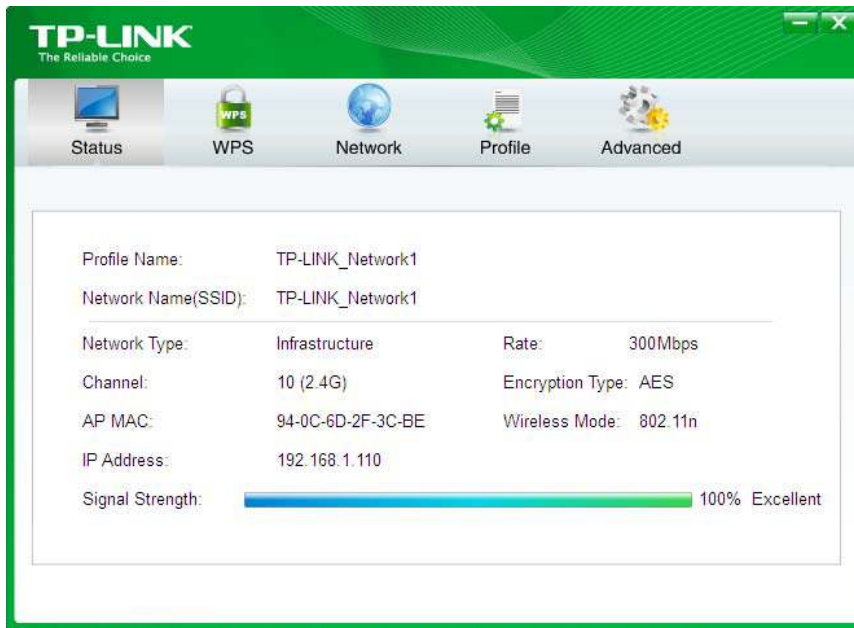 TP-LINK
The Reliable Choice
WPS
Status WPS Network Profile Advanced
Profile Name: TP-LINK_Network1
Network Name(SSID): TP-LINK_Network1
Network Type: Infrastructure Rate: 300Mbps
Channel: 10 (2.4G) Encryption Type: AES
AP MAC: 94-0C-6D-2F-3C-BE Wireless Mode: 802.11n
IP Address: 192.168.1.110
Signal Strength: 100% Excellent